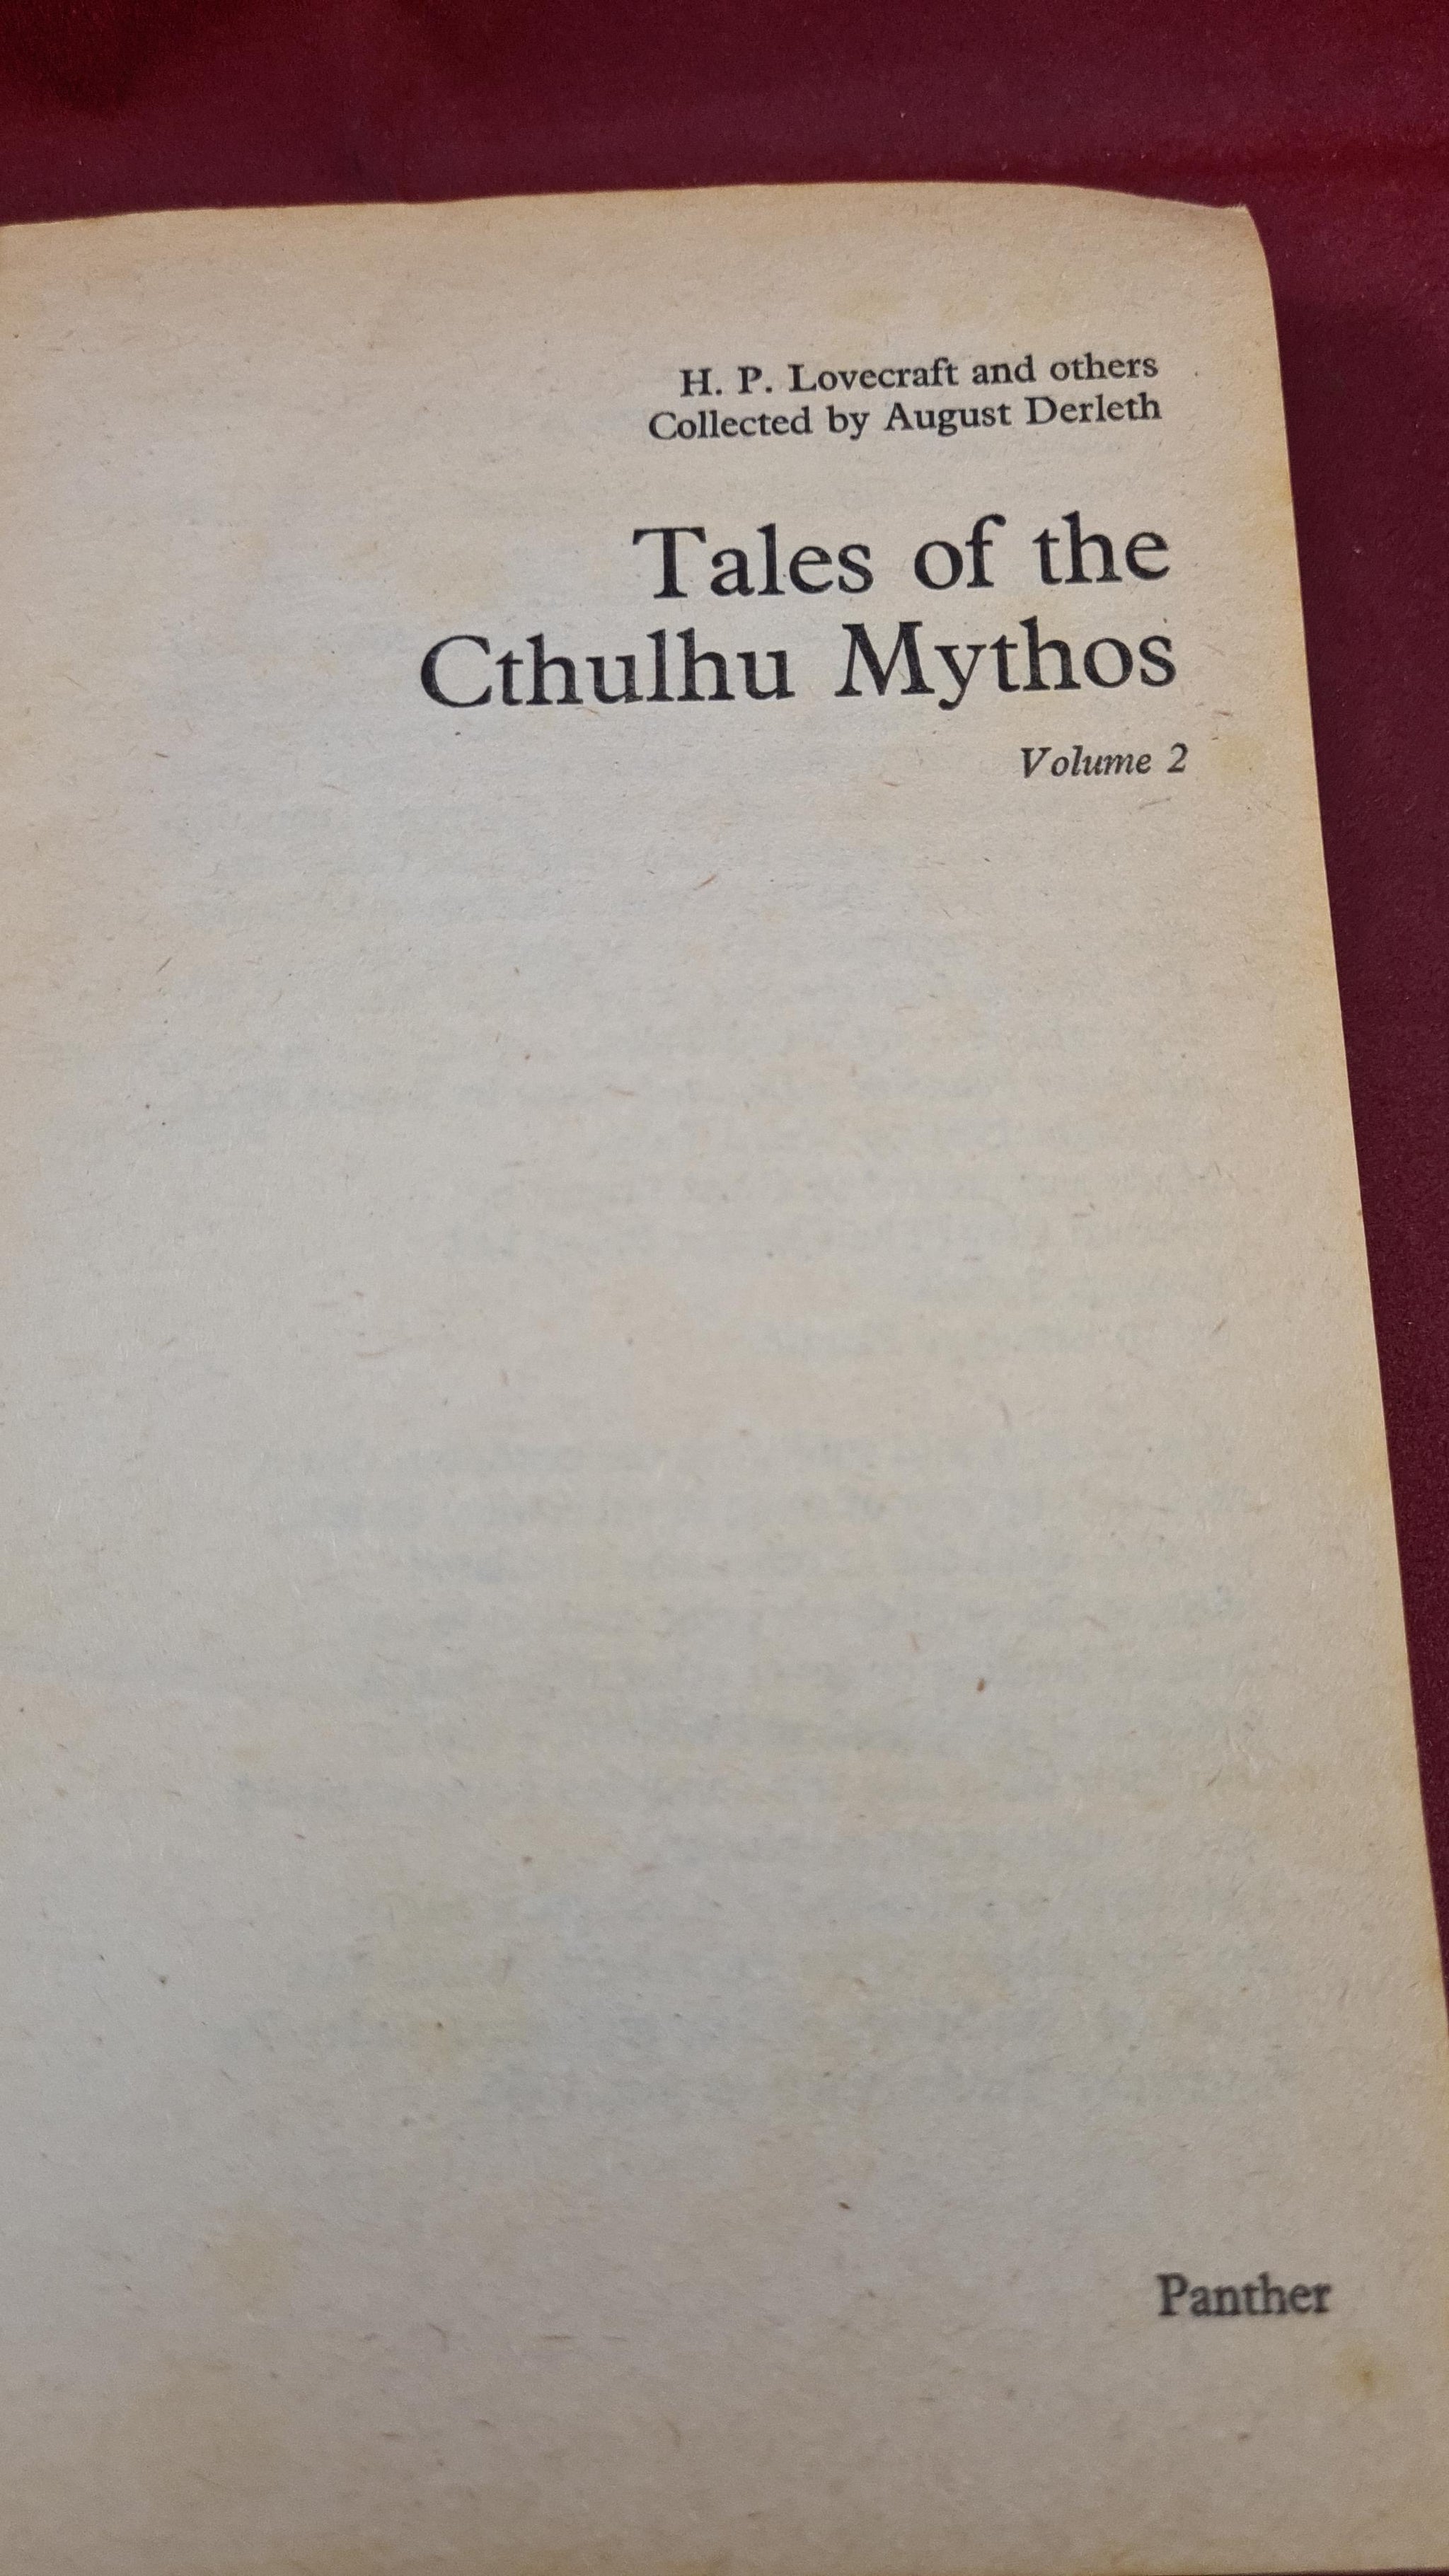 H. P. Lovecraft and others
Collected by August Derleth
Tales of the
Cthulhu Mythos
Volume 2
Panther